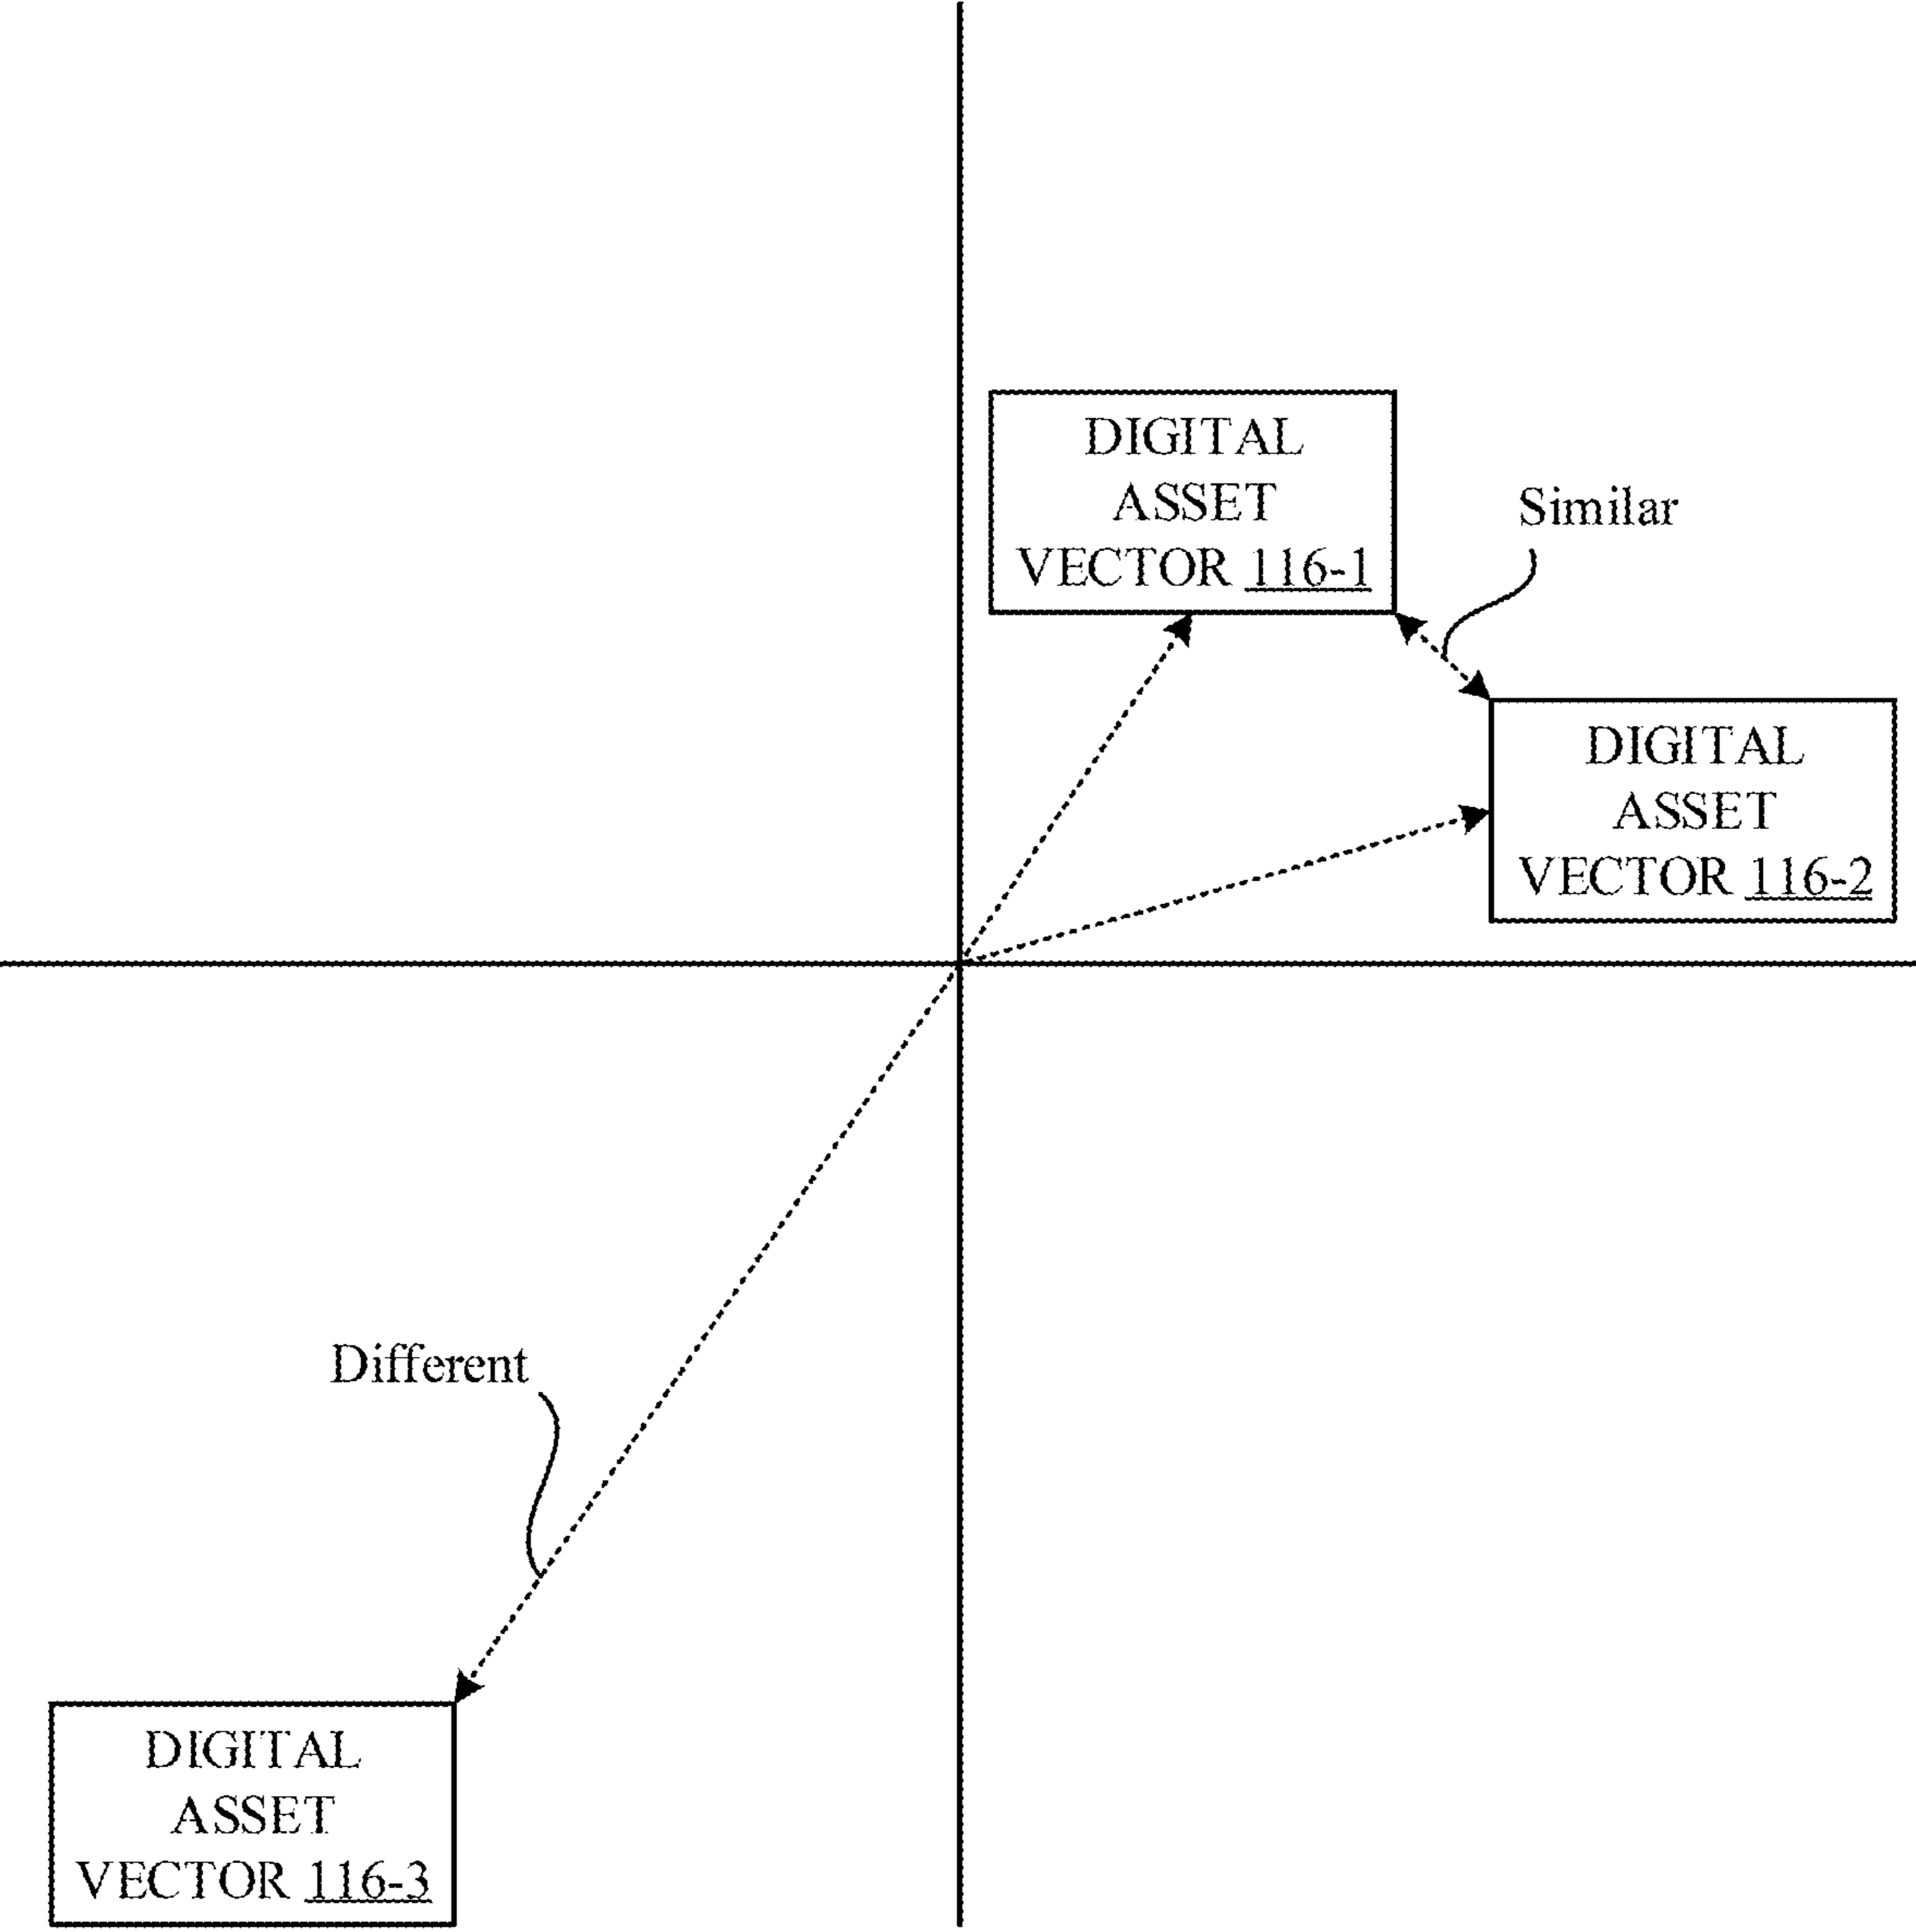 DIGITAL
ASSET
VECTOR 116-1
Similar
DIGITAL
ASSET
VECTOR 116-2
Different
DIGITAL
ASSET
VECTOR 116-3